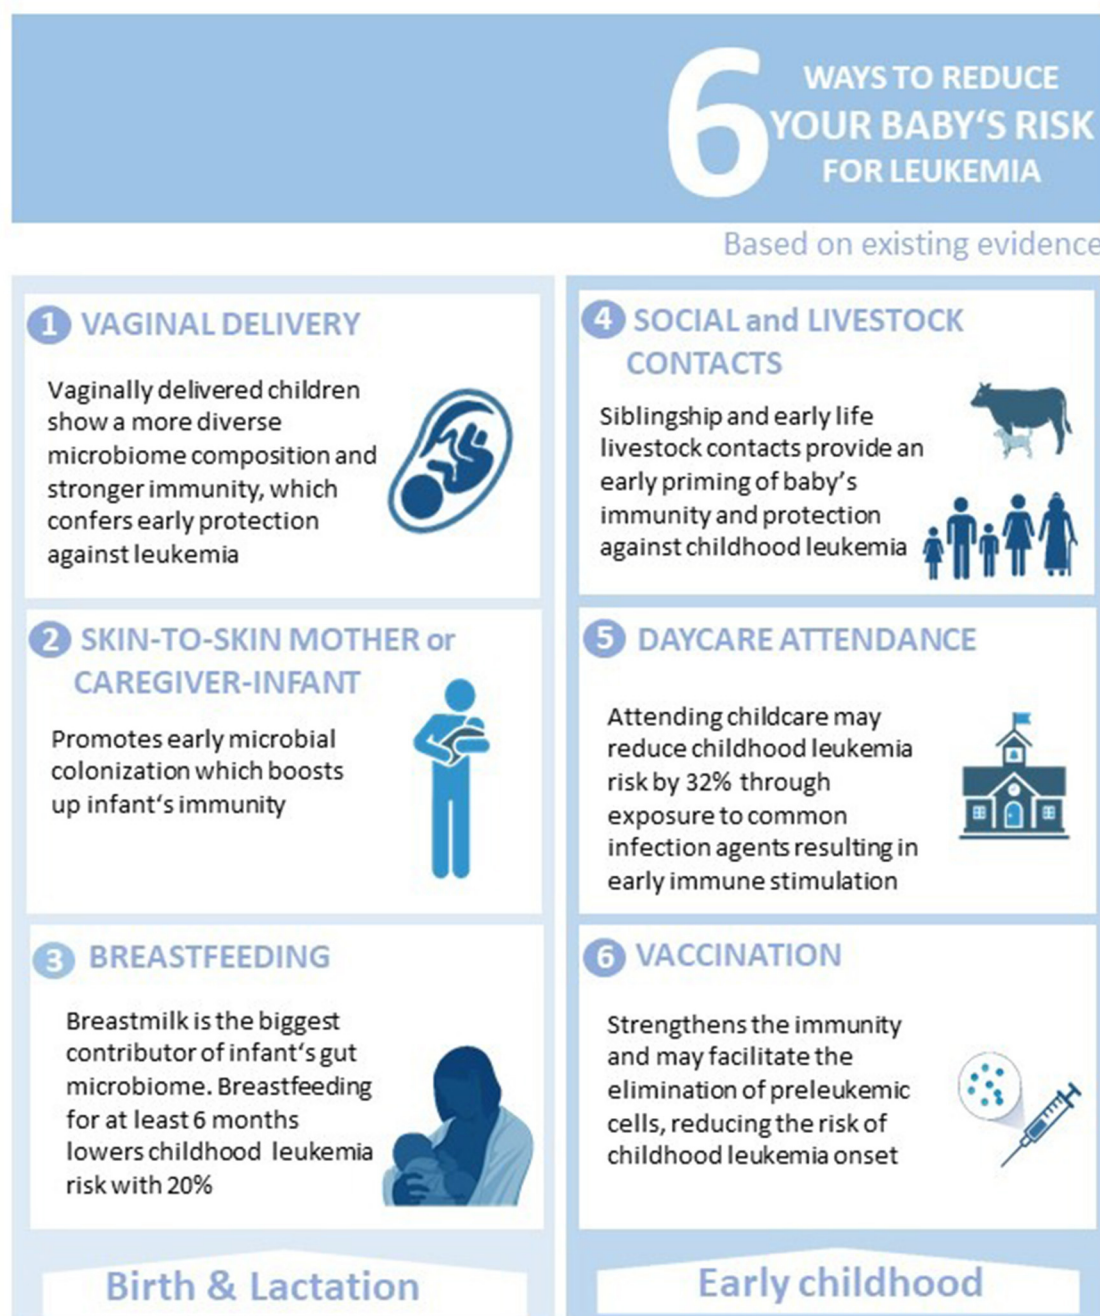 6
WAYS TO REDUCE
YOUR BABY‘S RISK
FOR LEUKEMIA
Based on existing evidence
1 VAGINAL DELIVERY
Vaginally delivered children
show a more diverse
microbiome composition and
stronger immunity, which
confers early protection
against leukemia
2 SKIN-TO-SKIN MOTHER or
CAREGIVER-INFANT
Promotes early microbial
colonization which boosts
up infant‘s immunity
3 BREASTFEEDING
Breastmilk is the biggest
contributor of infant‘s gut
microbiome. Breastfeeding
for at least 6 months
lowers childhood leukemia
risk with 20%
Birth & Lactation
4 SOCIAL and LIVESTOCK
CONTACTS
Siblingship and early life
livestock contacts provide an
early priming of baby’s
immunity and protection
against childhood leukemia
5 DAYCARE ATTENDANCE
Attending childcare may
reduce childhood leukemia
risk by 32% through
exposure to common
infection agents resulting in
early immune stimulation
6 VACCINATION
Strengthens the immunity
and may facilitate the
elimination of preleukemic
cells, reducing the risk of
childhood leukemia onset
Early childhood